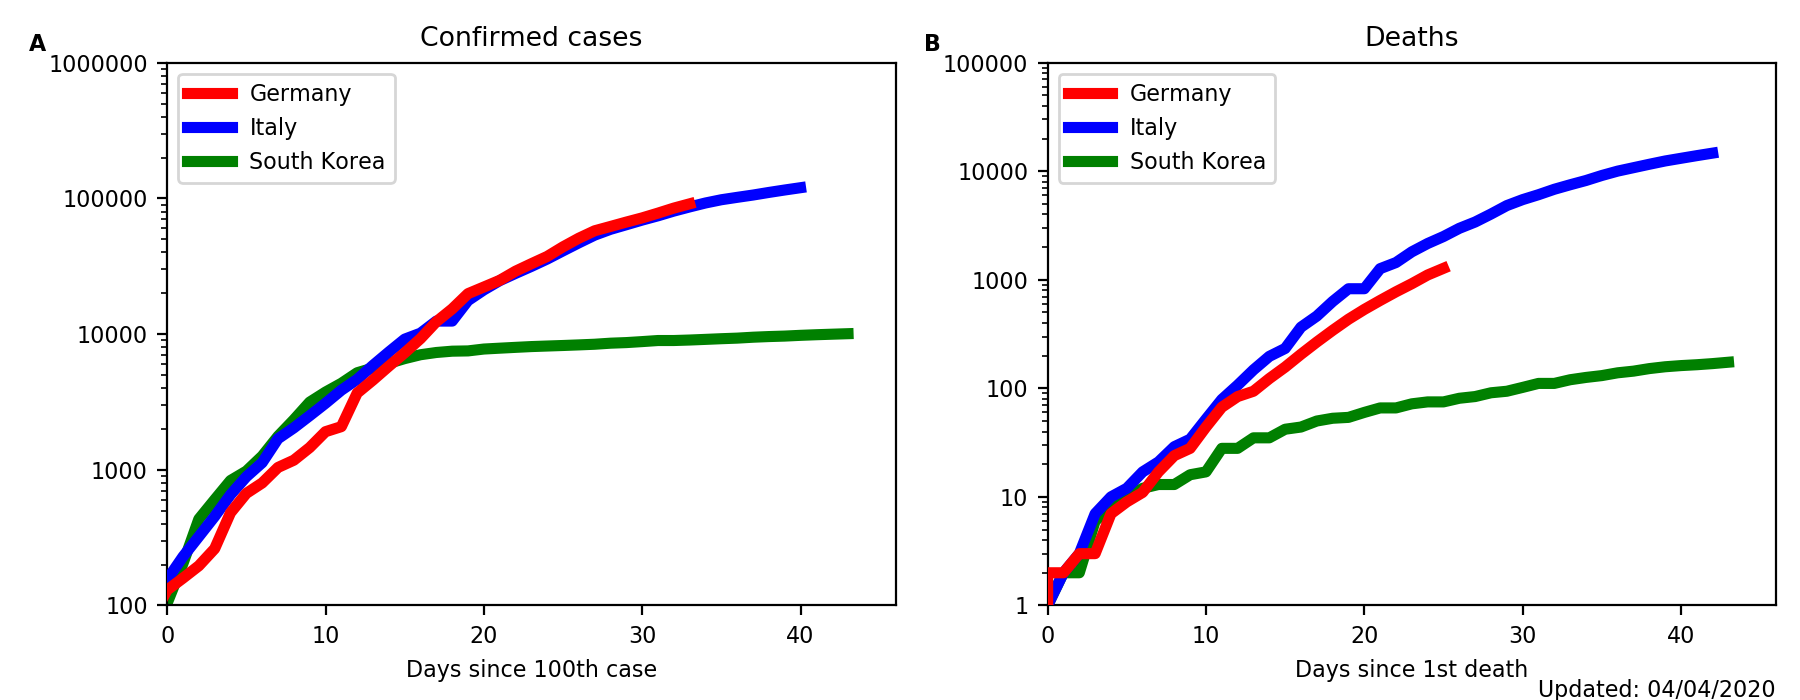 A
Confirmed cases
1000000
100000
10000
1000
100
Germany
Italy
South Korea
0 10 20 30 40
Days since 100th case
B
Deaths
100000
10000
1000
100
10
1
Germany
Italy
South Korea
0 10 20 30 40
Days since 1st death
Updated: 04/04/2020